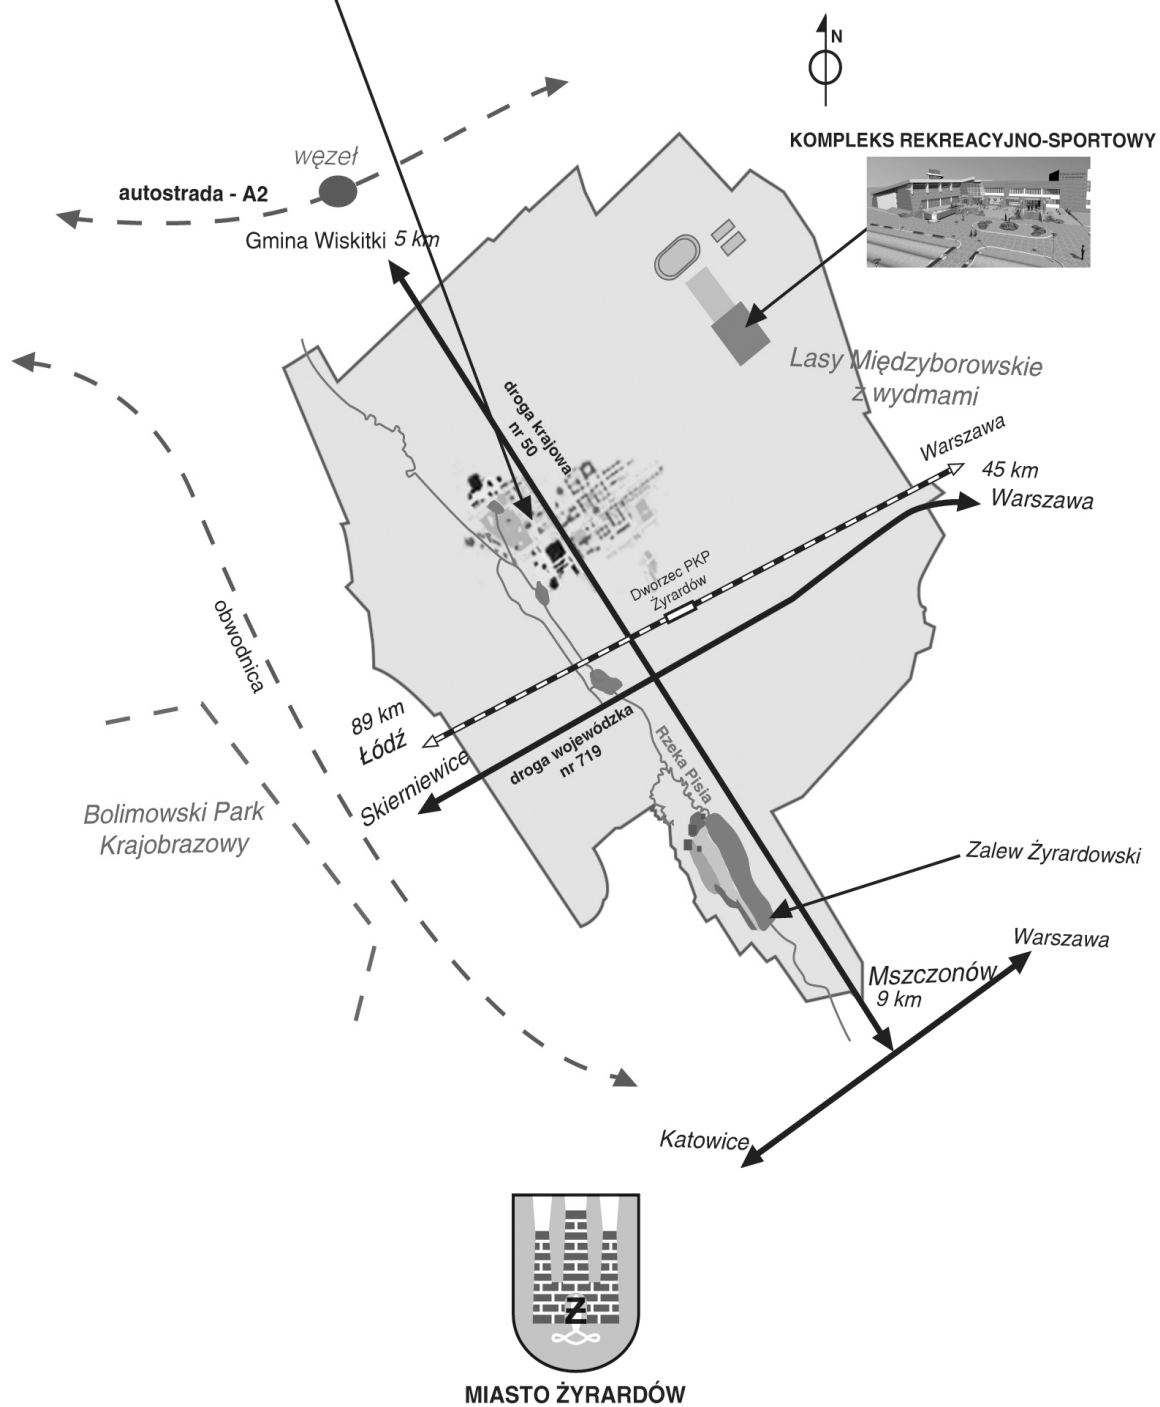 N
KOMPLEKS REKREACYJNO-SPORTOWY
węzeł
autostrada - A2
Gmina Wiskitki 5 km
Lasy Międzyborowskie
z wydmami
droga krajowa
nr 50
Warszawa
45 km
Warszawa
Dworzec PKP
Żyrardów
obwodnica
89 km
Łódź
Skierniewice
droga wojewódzka
nr 719
Rzeka Pisia
Bolimowski Park
Krajobrazowy
Zalew Żyrardowski
Warszawa
Mszczonów
9 km
Katowice
Ż
MIASTO ŻYRARDÓW